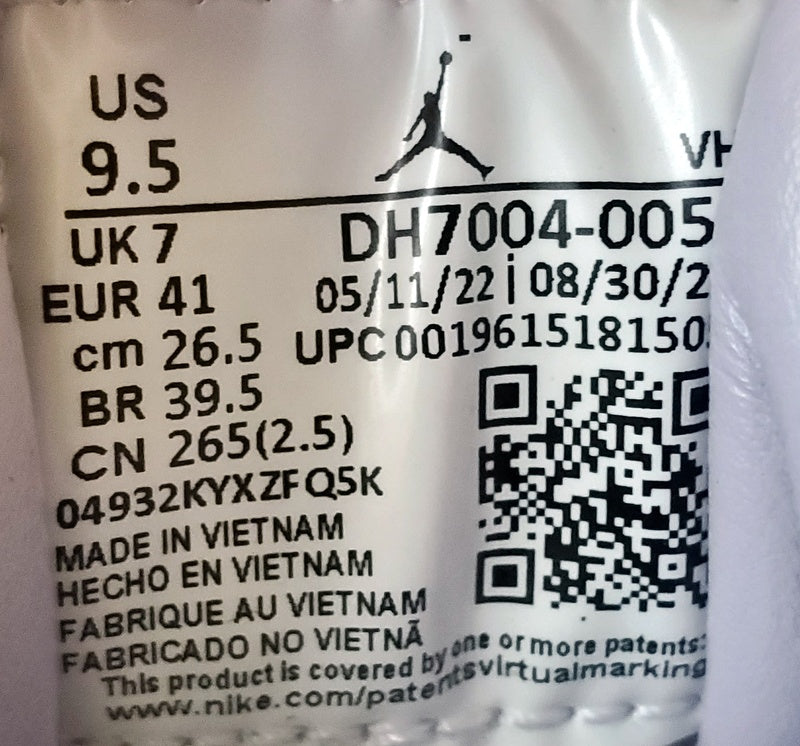 US
9.5
VH
UK 7
DH7004-005
EUR 41
05/11/22 | 08/30/2
cm 26.5
UPC 001961518150
BR 39.5
CN 265(2.5)
04932KYXZFQ5K
MADE IN VIETNAM
HECHO EN VIETNAM
FABRIQUE AU VIETNAM
FABRICADO NO VIETNÃ
This product is covered by one or more patents:
www.nike.com/patentsvirtualmarking